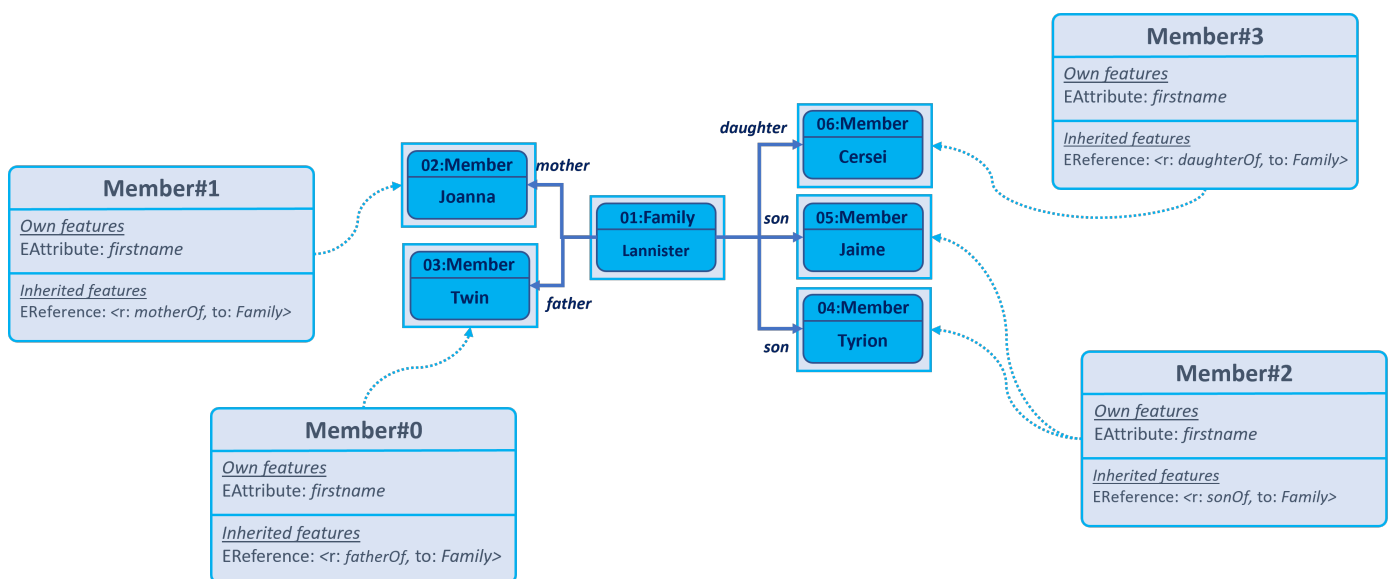 Member#3
Own features
EAttribute: firstname
Inherited features
EReference: <r: daughterOf, to: Family>
daughter
06:Member
Cersei
02:Member
Joanna
mother
Member#1
Own features
EAttribute: firstname
Inherited features
EReference: <r: motherOf, to: Family>
01:Family
Lannister
son
05:Member
Jaime
03:Member
Twin
father
04:Member
Tyrion
son
Member#2
Own features
EAttribute: firstname
Inherited features
EReference: <r: sonOf, to: Family>
Member#0
Own features
EAttribute: firstname
Inherited features
EReference: <r: fatherOf, to: Family>